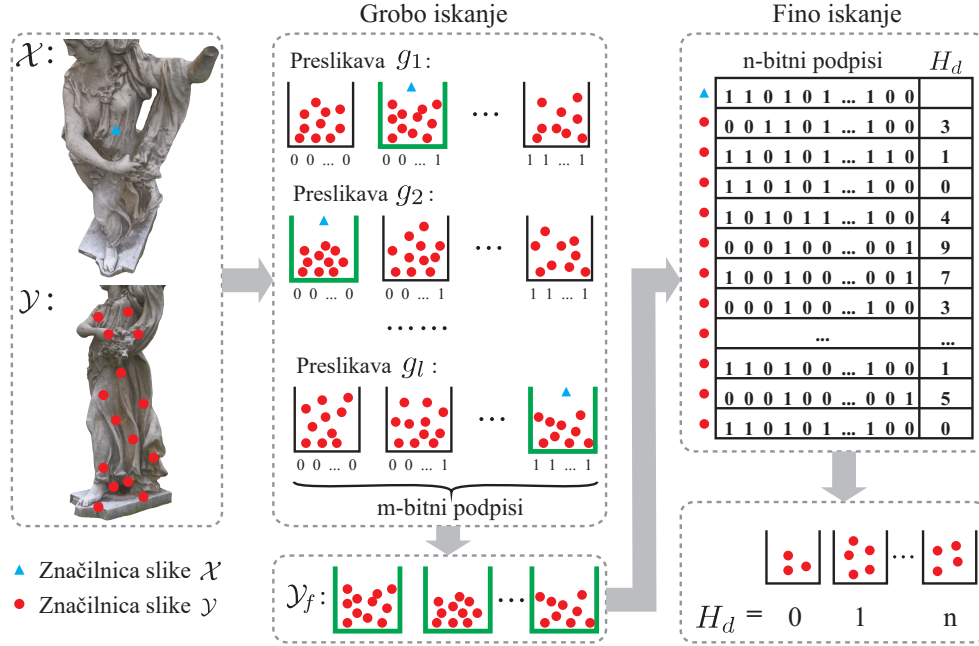 Grobo iskanje
Fino iskanje
𝒳:
𝒴:
Značilnica slike 𝒳
Značilnica slike 𝒴
Preslikava g₁:
...
0 0 ... 0 0 0 ... 1 1 1 ... 1
Preslikava g₂
...
0 0 ... 0 0 0 ... 1 1 1 ... 1
......
Preslikava gₗ
...
0 0 ... 0 0 0 ... 1 1 1 ... 1
m-bitni podpisi
𝒴_f: ...
n-bitni podpisi H_d
1 1 0 1 0 1 ... 1 0 0
0 0 1 1 0 1 ... 1 0 0 3
1 1 0 1 0 1 ... 1 1 0 1
1 1 0 1 0 1 ... 1 0 0 0
1 0 1 0 1 1 ... 1 0 0 4
0 0 0 1 0 0 ... 0 0 1 9
1 0 0 1 0 0 ... 0 0 1 7
0 0 0 1 0 0 ... 1 0 0 3
... ...
1 1 0 1 0 0 ... 1 0 0 1
0 0 0 1 0 0 ... 0 0 1 5
1 1 0 1 0 1 ... 1 0 0 0
...
H_d = 0 1 n